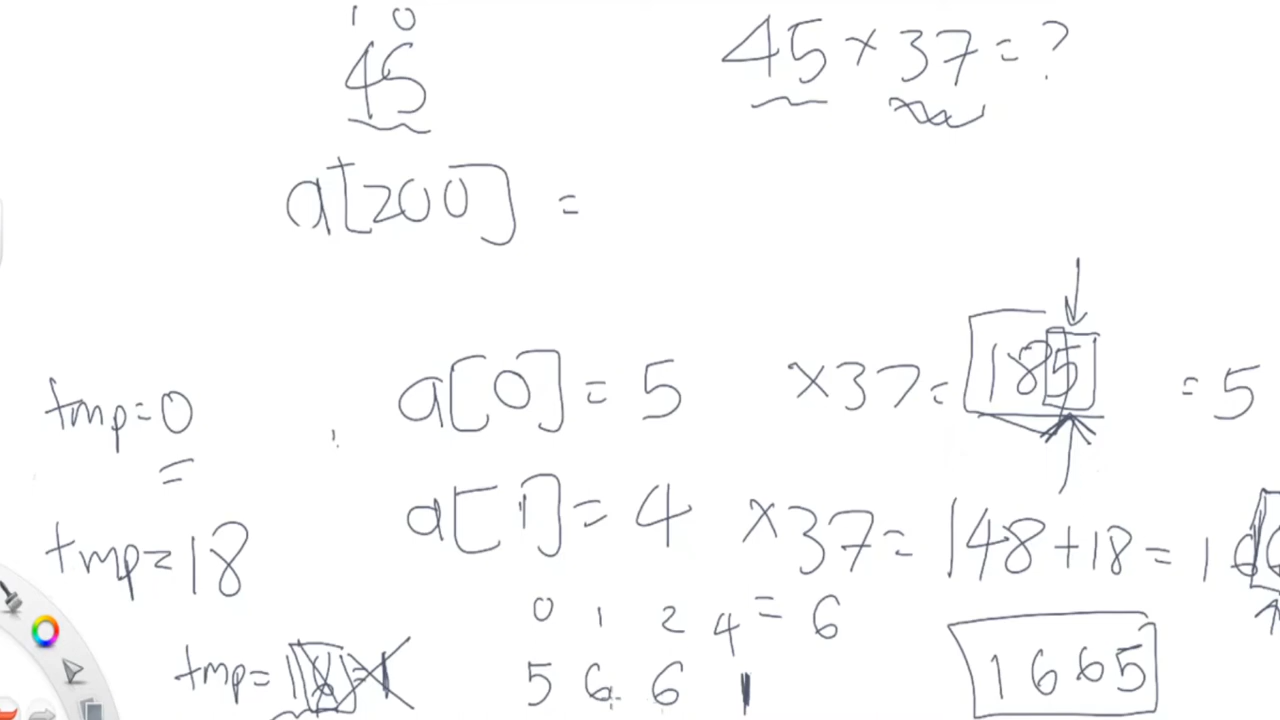 1 0
45
45 × 37 = ?
a[200] =
tmp=0
a[0] = 5 ×37= 185 = 5
tmp=18
a[1] = 4 ×37= 148+18 = 166
= 6
0 1 2 4
5 6 6 1
tmp=
1665